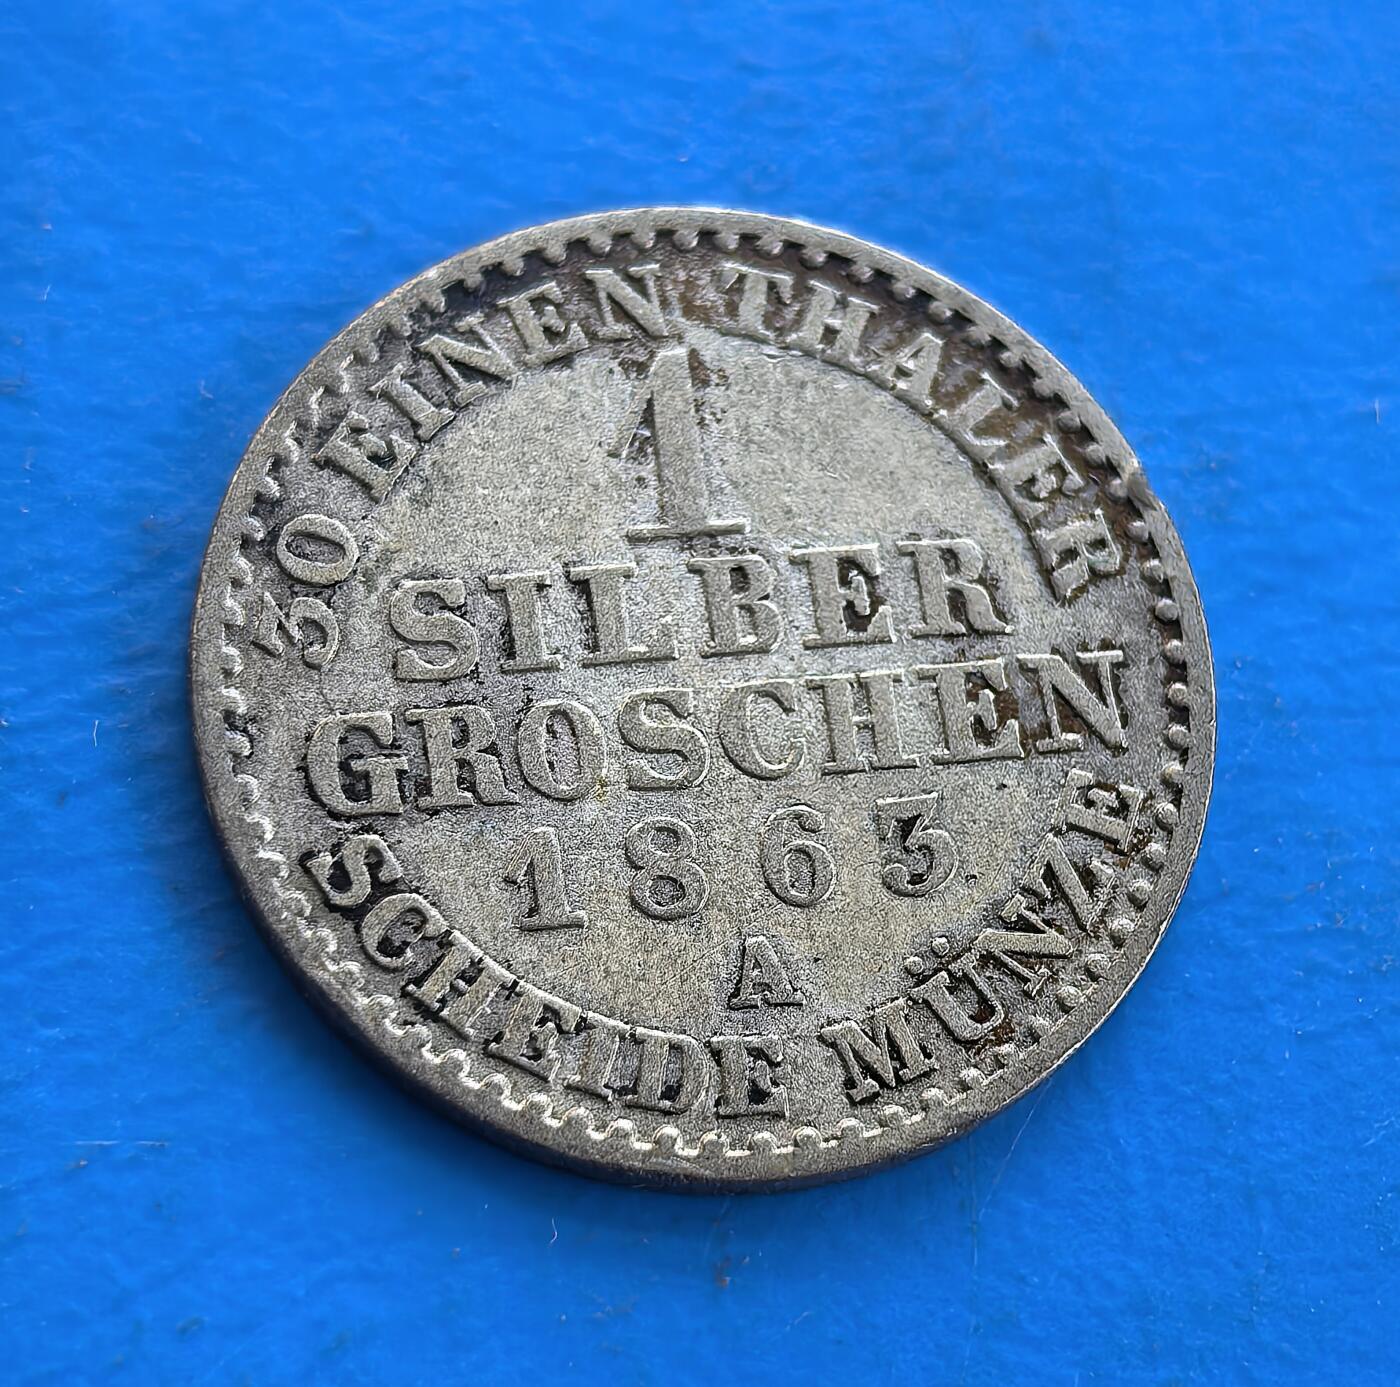 30 EINEN THALER
1
SILBER
GROSCHEN
1863
A
SCHEIDE MÜNZE